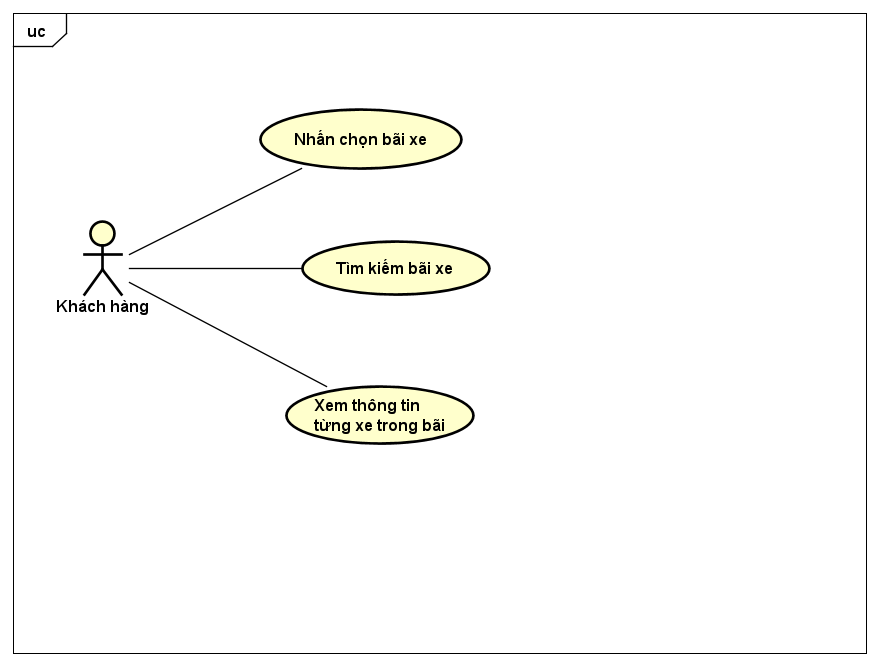 uc
Nhấn chọn bãi xe
Tìm kiếm bãi xe
Khách hàng
Xem thông tin
từng xe trong bãi